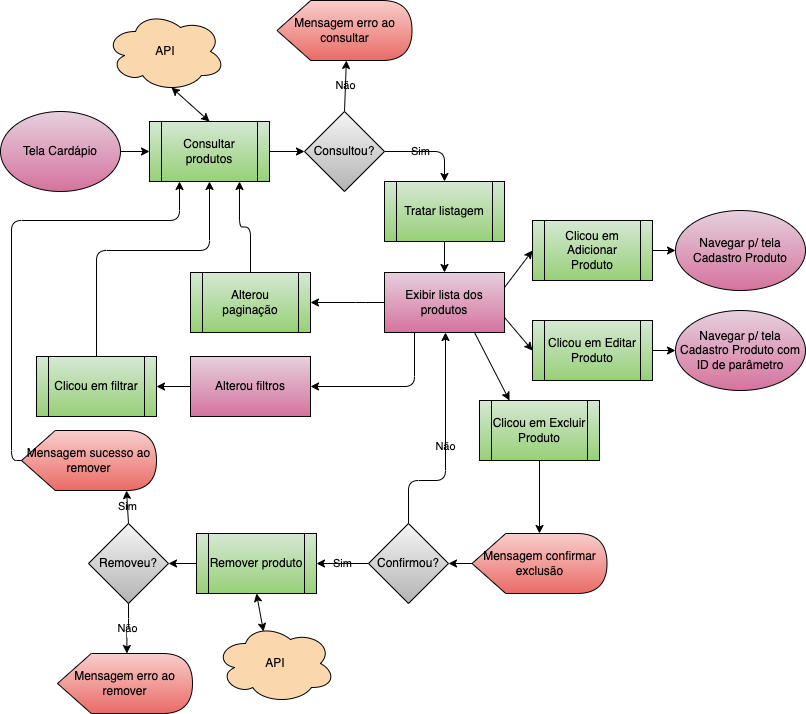 API
Mensagem erro ao
consultar
Não
Tela Cardápio
Consultar
produtos
Consultou?
Sim
Tratar listagem
Clicou em
Adicionar
Produto
Navegar p/ tela
Cadastro Produto
Alterou
paginação
Exibir lista dos
produtos
Clicou em Editar
Produto
Navegar p/ tela
Cadastro Produto com
ID de parâmetro
Clicou em filtrar
Alterou filtros
Clicou em Excluir
Produto
Não
Mensagem sucesso ao
remover
Sim
Removeu?
Remover produto
Sim
Confirmou?
Mensagem confirmar
exclusão
Não
API
Mensagem erro ao
remover